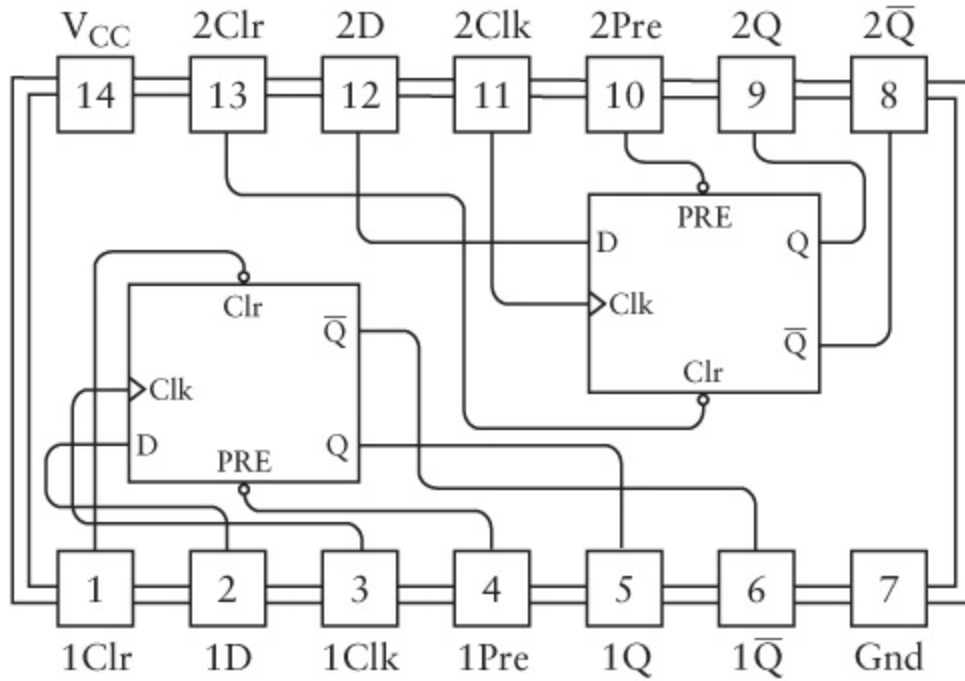 V_CC 2Clr 2D 2Clk 2Pre 2Q 2Q̅
14 13 12 11 10 9 8
PRE
D Q
Clk
Q̅
Clr
Clr
Q̅
Clk
D Q
PRE
1 2 3 4 5 6 7
1Clr 1D 1Clk 1Pre 1Q 1Q̅ Gnd